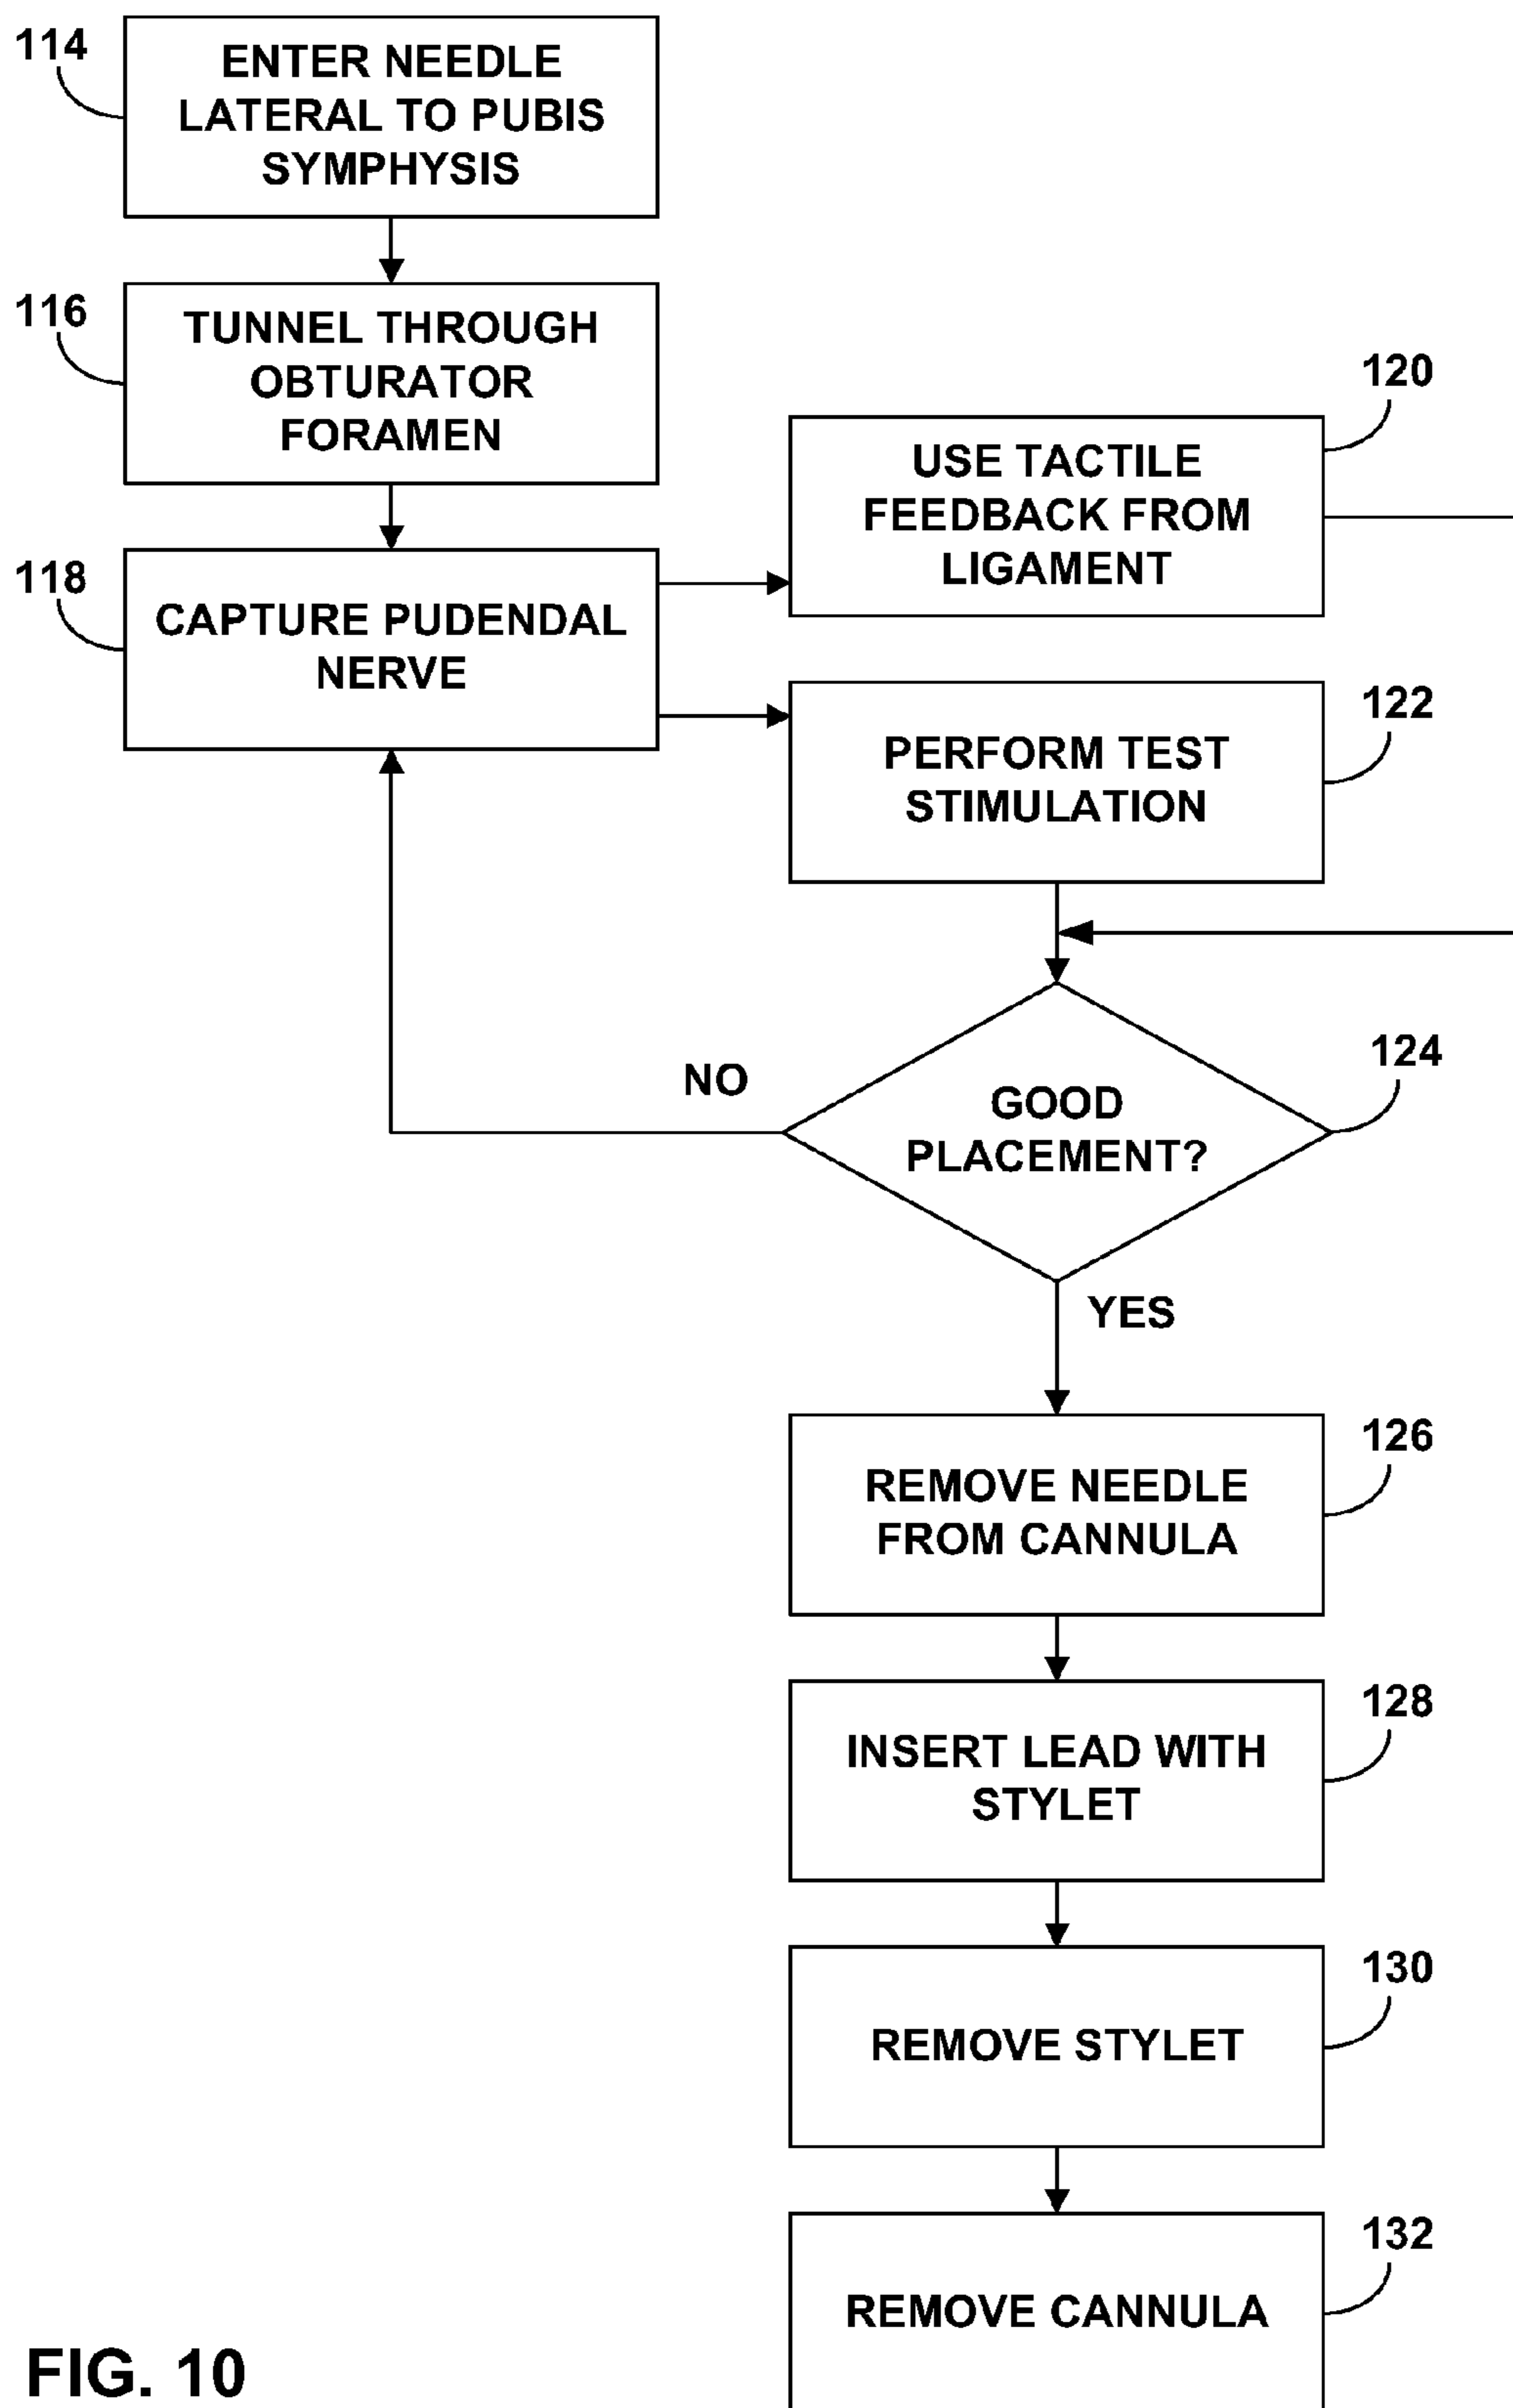 114
ENTER NEEDLE
LATERAL TO PUBIS
SYMPHYSIS
116
TUNNEL THROUGH
OBTURATOR
FORAMEN
118
CAPTURE PUDENDAL
NERVE
120
USE TACTILE
FEEDBACK FROM
LIGAMENT
122
PERFORM TEST
STIMULATION
124
GOOD
PLACEMENT?
NO
YES
126
REMOVE NEEDLE
FROM CANNULA
128
INSERT LEAD WITH
STYLET
130
REMOVE STYLET
132
REMOVE CANNULA
FIG. 10